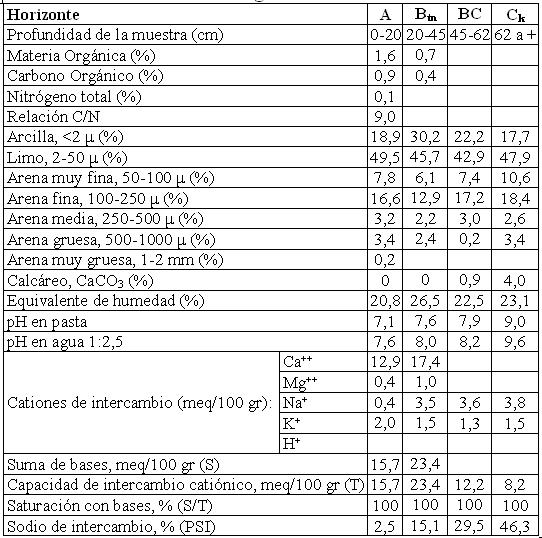 Horizonte A Btn BC Ck
Profundidad de la muestra (cm) 0-20 20-45 45-62 62 a +
Materia Orgánica (%) 1,6 0,7
Carbono Orgánico (%) 0,9 0,4
Nitrógeno total (%) 0,1
Relación C/N 9,0
Arcilla, <2 µ (%) 18,9 30,2 22,2 17,7
Limo, 2-50 µ (%) 49,5 45,7 42,9 47,9
Arena muy fina, 50-100 µ (%) 7,8 6,1 7,4 10,6
Arena fina, 100-250 µ (%) 16,6 12,9 17,2 18,4
Arena media, 250-500 µ (%) 3,2 2,2 3,0 2,6
Arena gruesa, 500-1000 µ (%) 3,4 2,4 0,2 3,4
Arena muy gruesa, 1-2 mm (%) 0,2
Calcáreo, CaCO3 (%) 0 0 0,9 4,0
Equivalente de humedad (%) 20,8 26,5 22,5 23,1
pH en pasta 7,1 7,6 7,9 9,0
pH en agua 1:2,5 7,6 8,0 8,2 9,6
Cationes de intercambio (meq/100 gr):
Ca++ 12,9 17,4
Mg++ 0,4 1,0
Na+ 0,4 3,5 3,6 3,8
K+ 2,0 1,5 1,3 1,5
H+
Suma de bases, meq/100 gr (S) 15,7 23,4
Capacidad de intercambio catiónico, meq/100 gr (T) 15,7 23,4 12,2 8,2
Saturación con bases, % (S/T) 100 100 100 100
Sodio de intercambio, % (PSI) 2,5 15,1 29,5 46,3